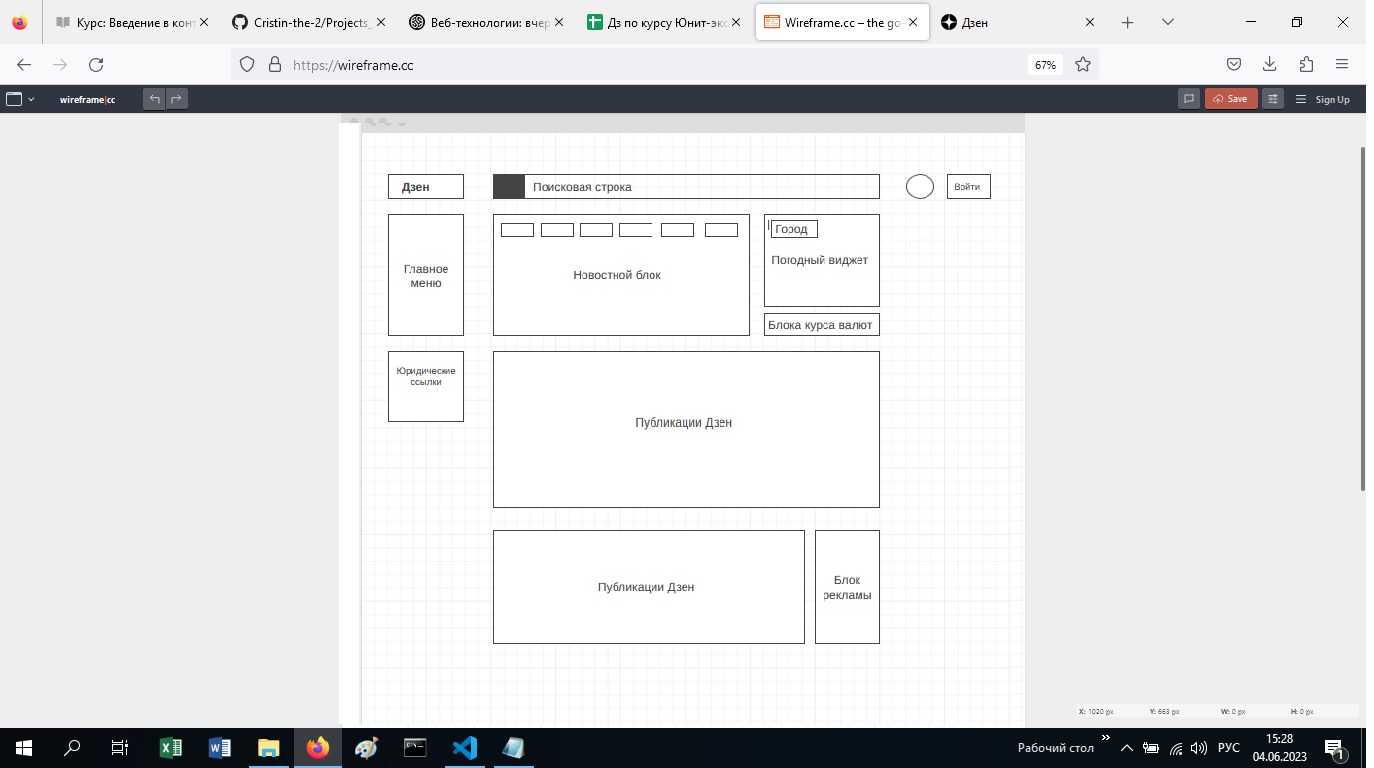 Курс: Введение в конт
Cristin-the-2/Projects_
Веб-технологии: вчер
Дз по курсу Юнит-эко
Wireframe.cc – the go-
Дзен
https://wireframe.cc
67%
wireframe|cc
Save
Sign Up
Дзен
Поисковая строка
Войти
Главное
меню
Новостной блок
Город
Погодный виджет
Блока курса валют
Юридические
ссылки
Публикации Дзен
Публикации Дзен
Блок
рекламы
X: 1020 px Y: 663 px W: 0 px H: 0 px
Рабочий стол
РУС
15:28
04.06.2023
1